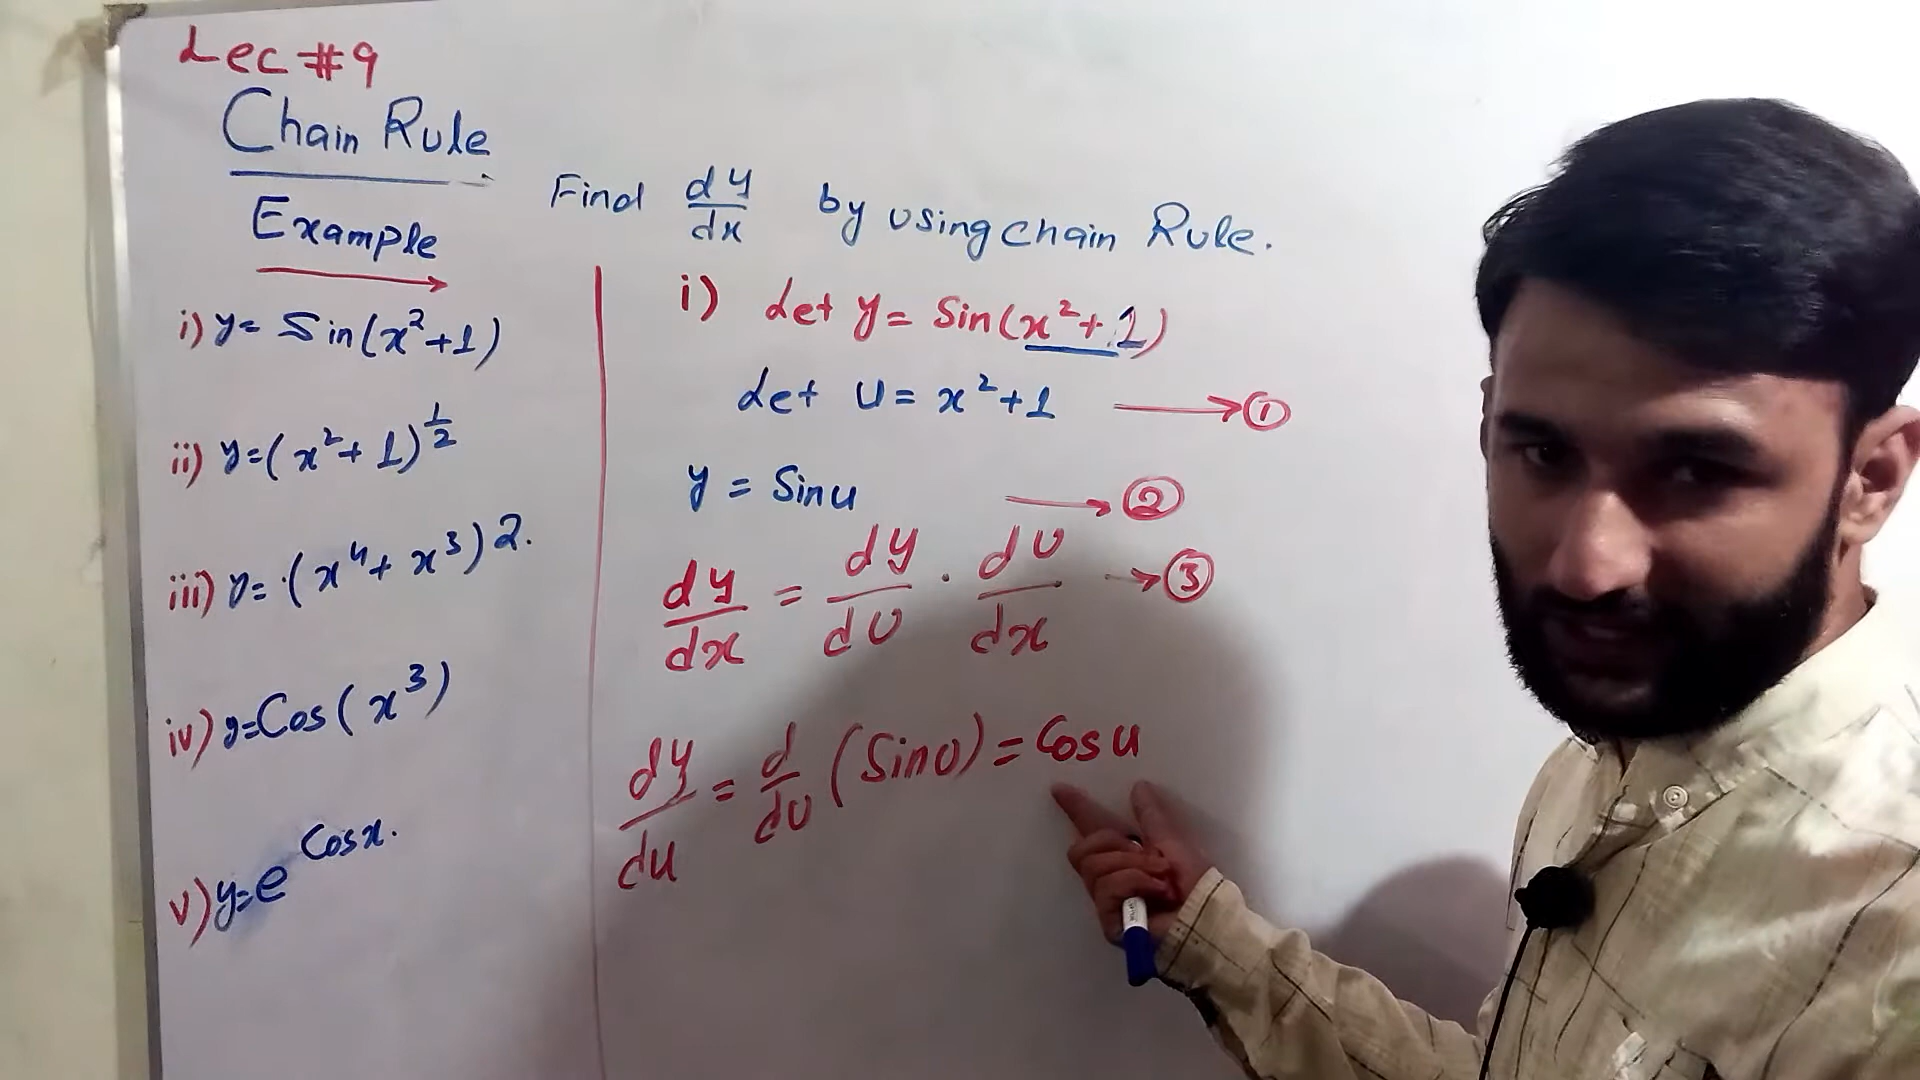 Lec #9
Chain Rule
Example
Find dy/dx by using chain Rule.
i) y= Sin(x²+1)
ii) y=(x²+1)^1/2
iii) y=(x⁴+x³)2.
iv) y=Cos(x³)
v) y=e^Cosx.
i) Let y= Sin(x²+1)
Let u= x²+1 → ①
y = Sinu → ②
dy/dx = dy/du . du/dx → ③
dy/du = d/du (Sinu) = Cosu